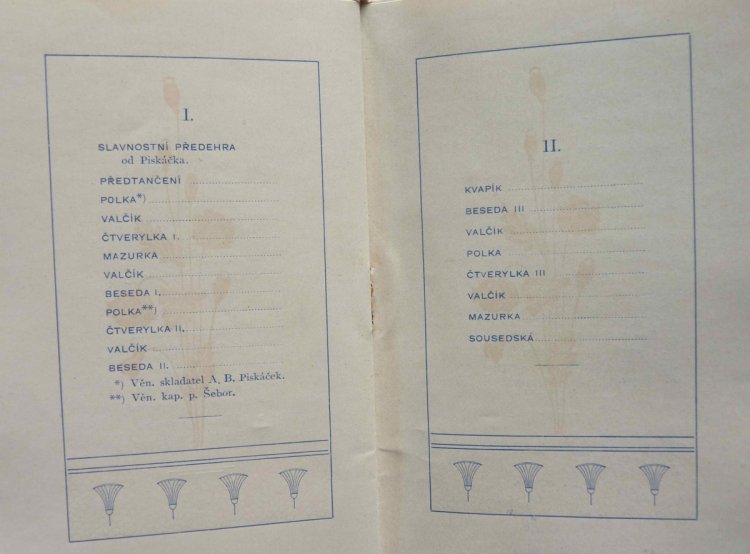 I.
SLAVNOSTNÍ PŘEDEHRA
od Piskáčka.
PŘEDTANČENÍ
POLKA*)
VALČÍK
ČTVERYLKA I.
MAZURKA
VALČÍK
BESEDA I.
POLKA**)
ČTVERYLKA II.
VALČÍK
BESEDA II.
*) Věn. skladatel A. B. Piskáček.
**) Věn. kap. p. Šebor.
II.
KVAPÍK
BESEDA III
VALČÍK
POLKA
ČTVERYLKA III
VALČÍK
MAZURKA
SOUSEDSKÁ